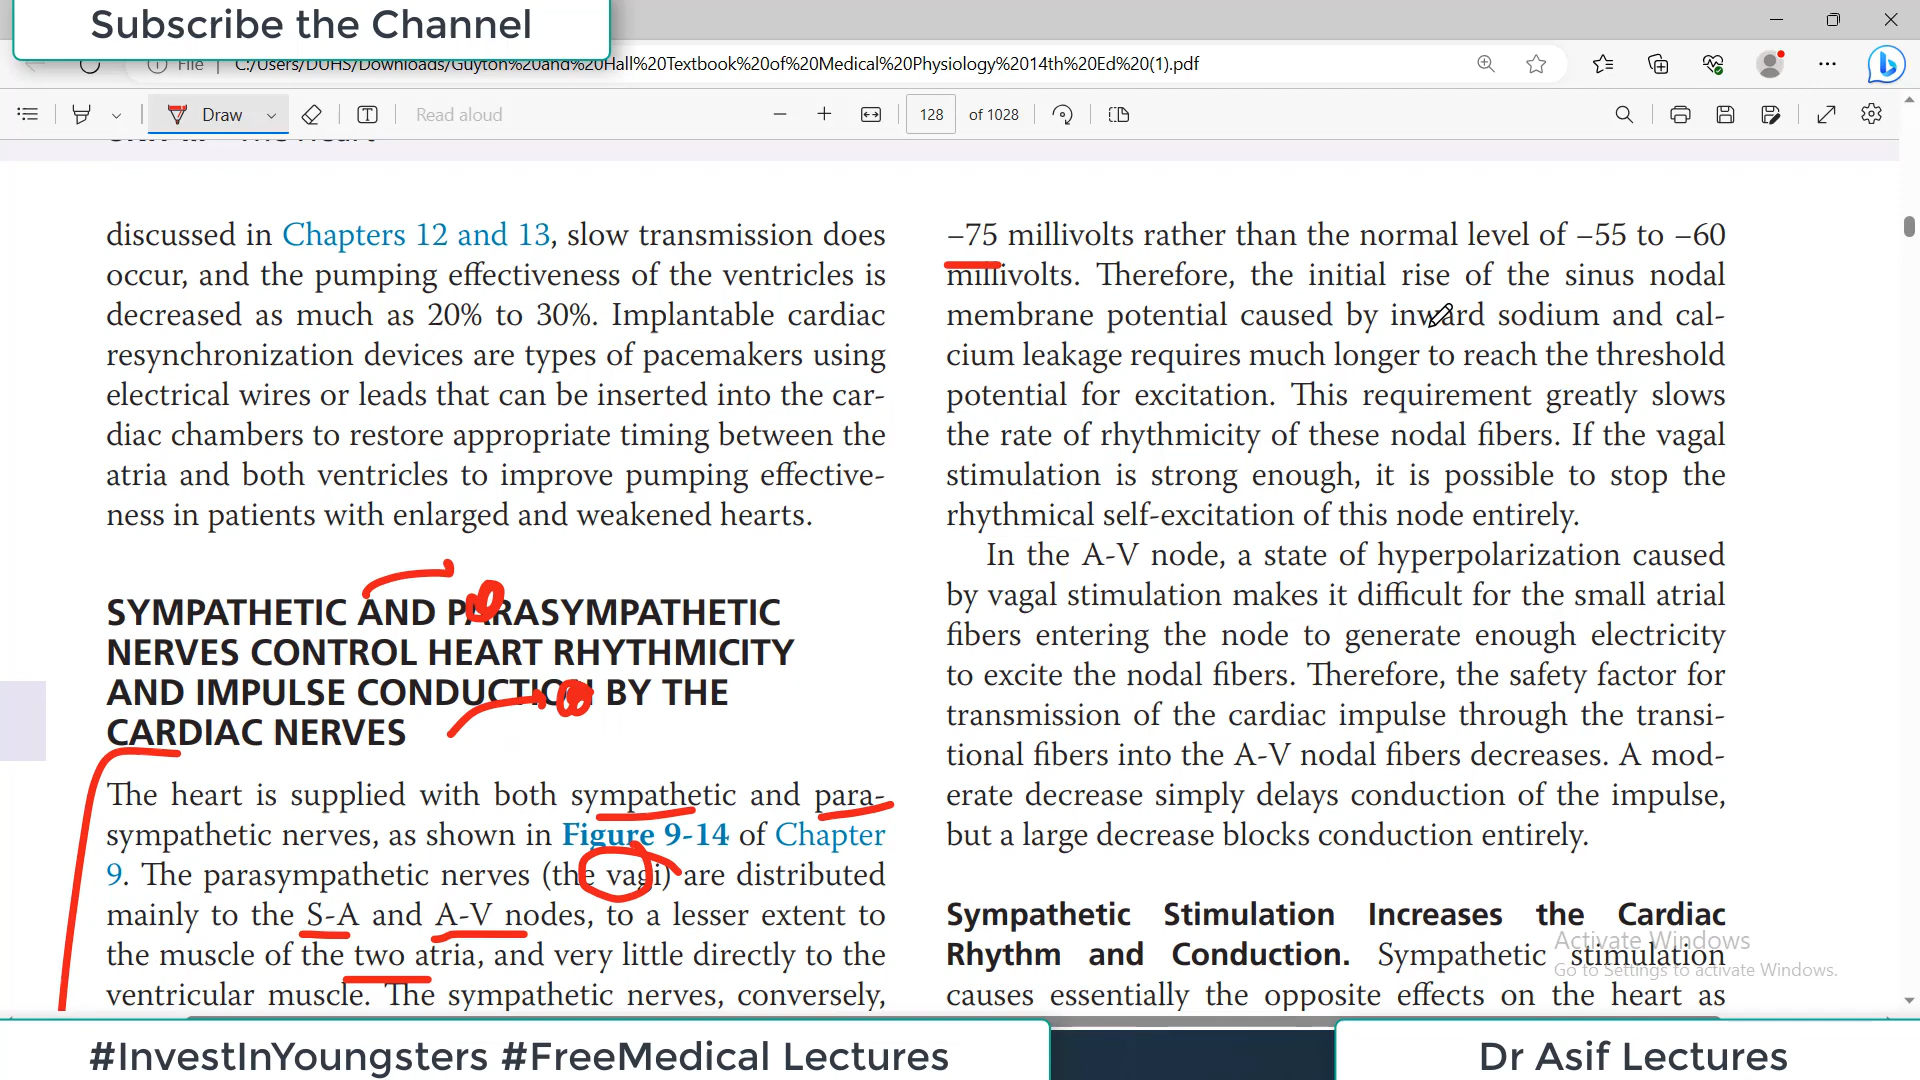 Subscribe the Channel
File C:/Users/DUHS/Downloads/Guyton%20and%20Hall%20Textbook%20of%20Medical%20Physiology%2014th%20Ed%20(1).pdf
Draw
Read aloud
128 of 1028
discussed in Chapters 12 and 13, slow transmission does
occur, and the pumping effectiveness of the ventricles is
decreased as much as 20% to 30%. Implantable cardiac
resynchronization devices are types of pacemakers using
electrical wires or leads that can be inserted into the car-
diac chambers to restore appropriate timing between the
atria and both ventricles to improve pumping effective-
ness in patients with enlarged and weakened hearts.
SYMPATHETIC AND PARASYMPATHETIC
NERVES CONTROL HEART RHYTHMICITY
AND IMPULSE CONDUCTION BY THE
CARDIAC NERVES
The heart is supplied with both sympathetic and para-
sympathetic nerves, as shown in Figure 9-14 of Chapter
9. The parasympathetic nerves (the vagi) are distributed
mainly to the S-A and A-V nodes, to a lesser extent to
the muscle of the two atria, and very little directly to the
ventricular muscle. The sympathetic nerves, conversely,
−75 millivolts rather than the normal level of −55 to −60
millivolts. Therefore, the initial rise of the sinus nodal
membrane potential caused by inward sodium and cal-
cium leakage requires much longer to reach the threshold
potential for excitation. This requirement greatly slows
the rate of rhythmicity of these nodal fibers. If the vagal
stimulation is strong enough, it is possible to stop the
rhythmical self-excitation of this node entirely.
In the A-V node, a state of hyperpolarization caused
by vagal stimulation makes it difficult for the small atrial
fibers entering the node to generate enough electricity
to excite the nodal fibers. Therefore, the safety factor for
transmission of the cardiac impulse through the transi-
tional fibers into the A-V nodal fibers decreases. A mod-
erate decrease simply delays conduction of the impulse,
but a large decrease blocks conduction entirely.
Sympathetic Stimulation Increases the Cardiac
Rhythm and Conduction. Sympathetic stimulation
causes essentially the opposite effects on the heart as
Activate Windows
Go to Settings to activate Windows.
#InvestInYoungsters #FreeMedical Lectures
Dr Asif Lectures